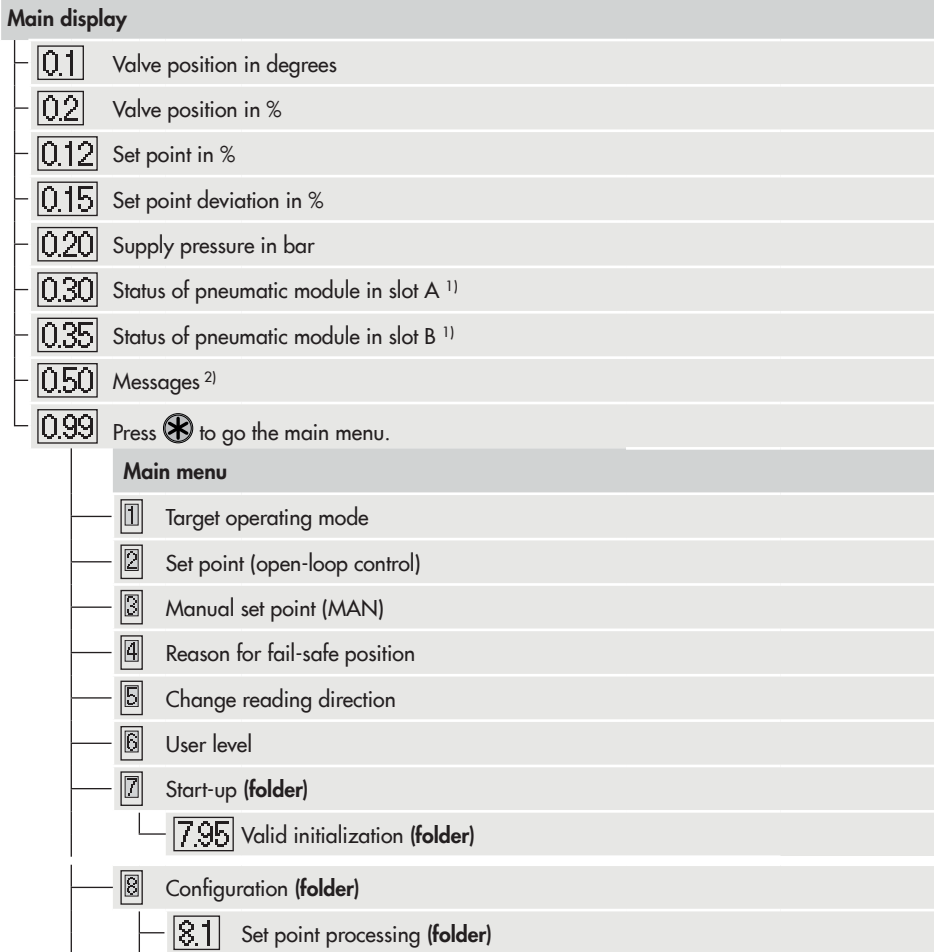 Main display
0.1 Valve position in degrees
0.2 Valve position in %
0.12 Set point in %
0.15 Set point deviation in %
0.20 Supply pressure in bar
0.30 Status of pneumatic module in slot A 1)
0.35 Status of pneumatic module in slot B 1)
0.50 Messages 2)
0.99 Press ✱ to go the main menu.
Main menu
1 Target operating mode
2 Set point (open-loop control)
3 Manual set point (MAN)
4 Reason for fail-safe position
5 Change reading direction
6 User level
7 Start-up (folder)
7.95 Valid initialization (folder)
8 Configuration (folder)
8.1 Set point processing (folder)